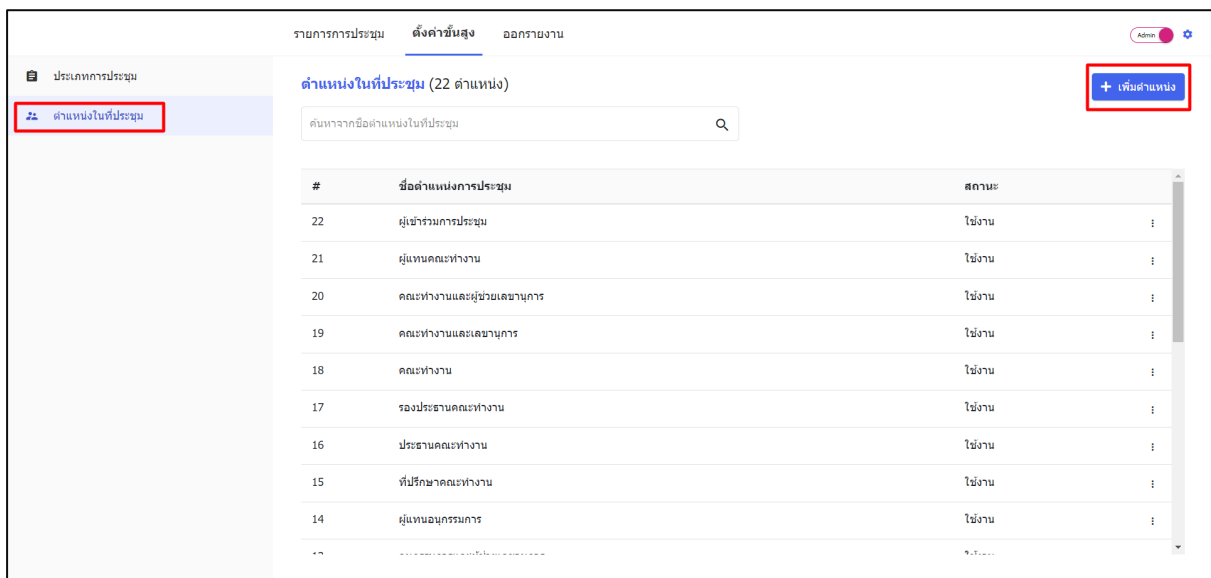 รายการการประชุม ตั้งค่าขั้นสูง ออกรายงาน Admin
ประเภทการประชุม
ตำแหน่งในที่ประชุม
ตำแหน่งในที่ประชุม (22 ตำแหน่ง)
+ เพิ่มตำแหน่ง
ค้นหาจากชื่อตำแหน่งในที่ประชุม
# ชื่อตำแหน่งการประชุม สถานะ
22 ผู้เข้าร่วมการประชุม ใช้งาน
21 ผู้แทนคณะทำงาน ใช้งาน
20 คณะทำงานและผู้ช่วยเลขานุการ ใช้งาน
19 คณะทำงานและเลขานุการ ใช้งาน
18 คณะทำงาน ใช้งาน
17 รองประธานคณะทำงาน ใช้งาน
16 ประธานคณะทำงาน ใช้งาน
15 ที่ปรึกษาคณะทำงาน ใช้งาน
14 ผู้แทนอนุกรรมการ ใช้งาน